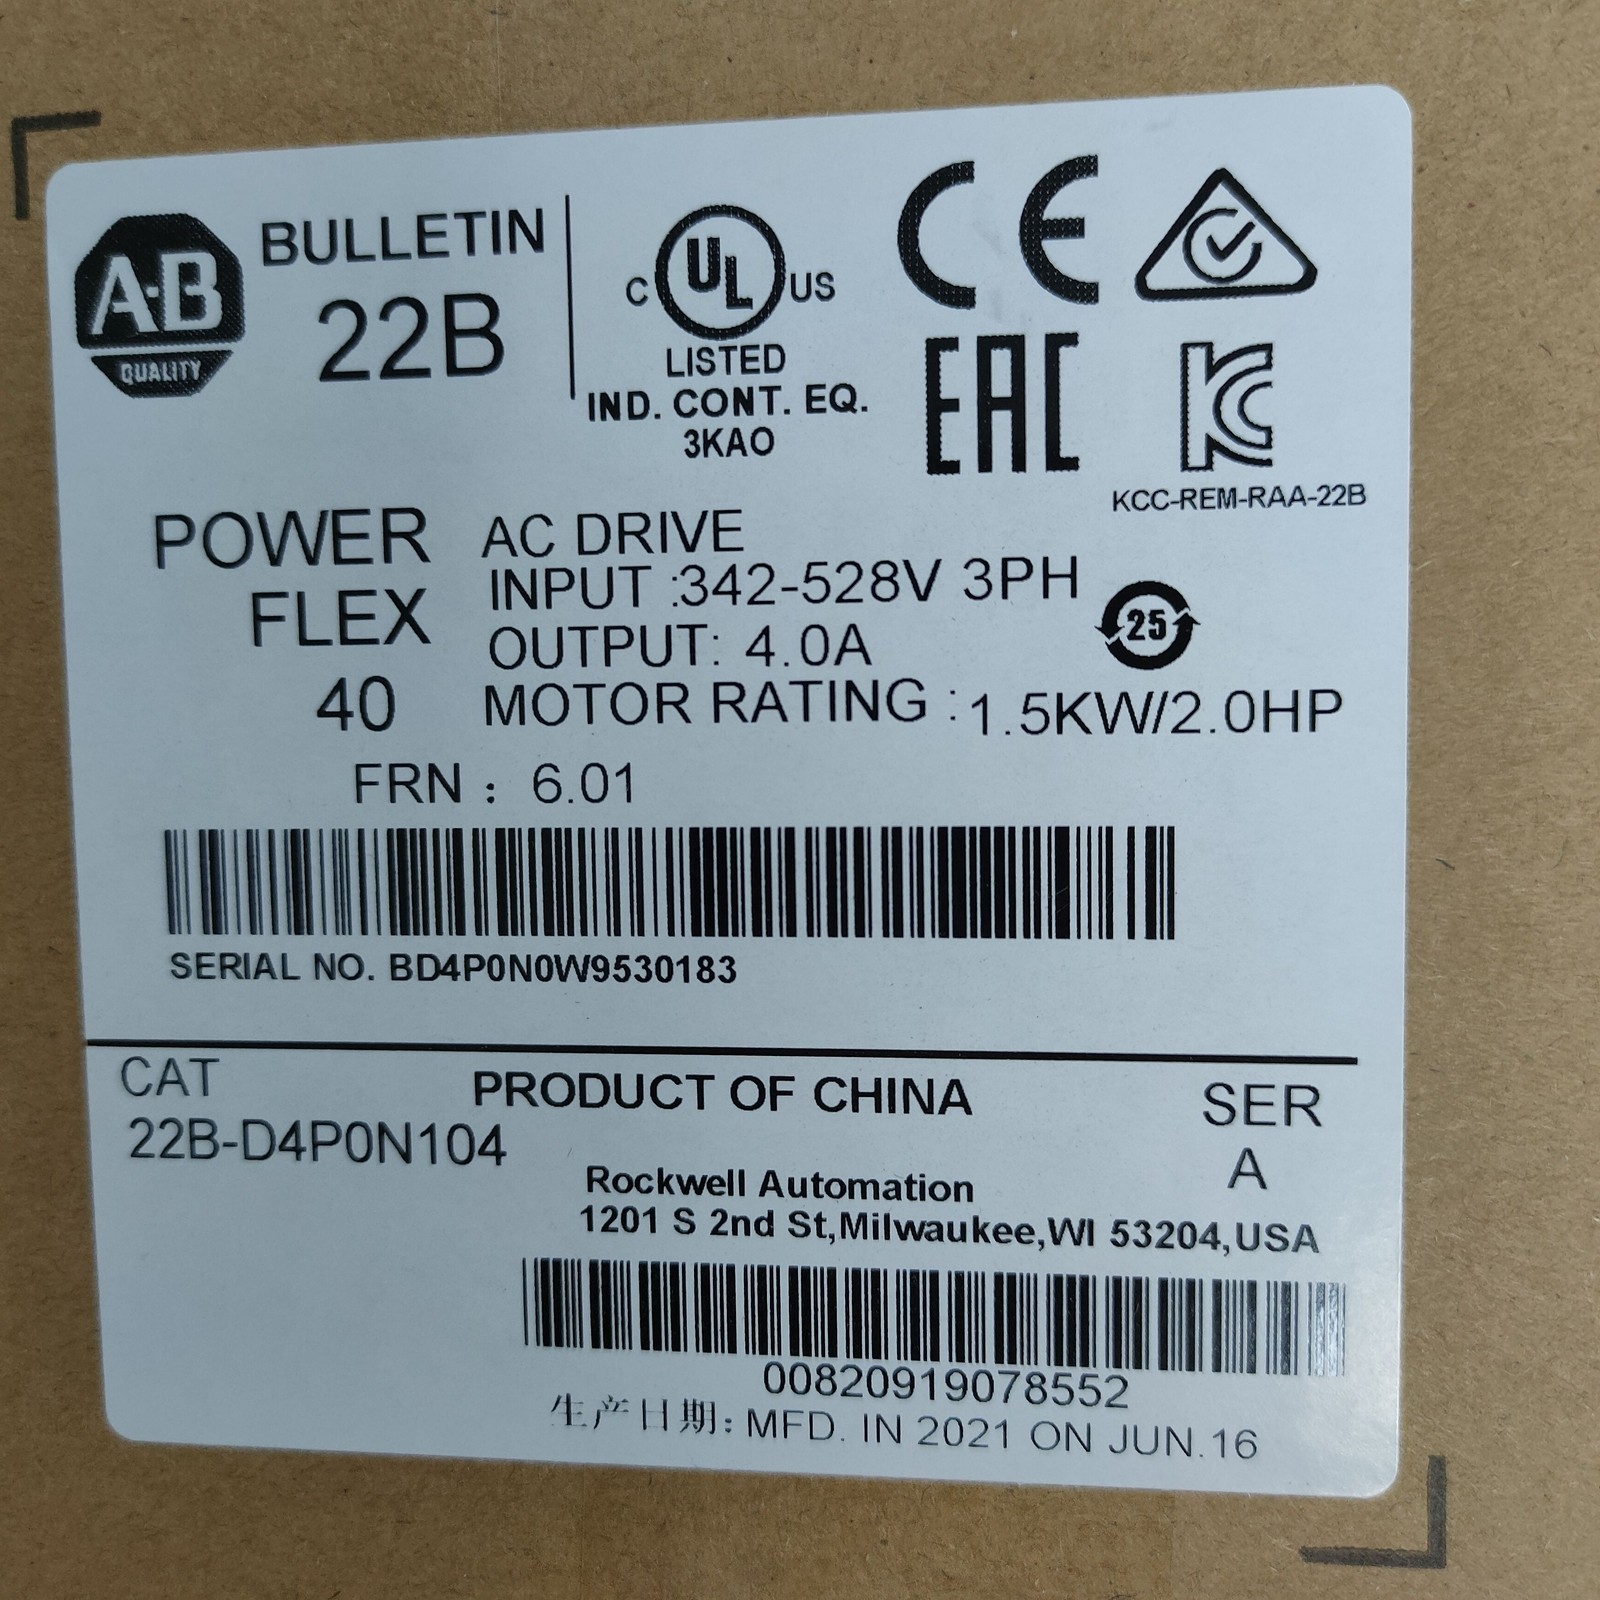 A-B
QUALITY
BULLETIN
22B
C UL US
LISTED
IND. CONT. EQ.
3KAO
CE
EAC
KC
KCC-REM-RAA-22B
POWER
FLEX
40
AC DRIVE
INPUT :342-528V 3PH
OUTPUT: 4.0A
25
MOTOR RATING :1.5KW/2.0HP
FRN : 6.01
SERIAL NO. BD4P0N0W9530183
CAT
22B-D4P0N104
PRODUCT OF CHINA
SER
A
Rockwell Automation
1201 S 2nd St,Milwaukee,WI 53204,USA
00820919078552
生产日期: MFD. IN 2021 ON JUN.16